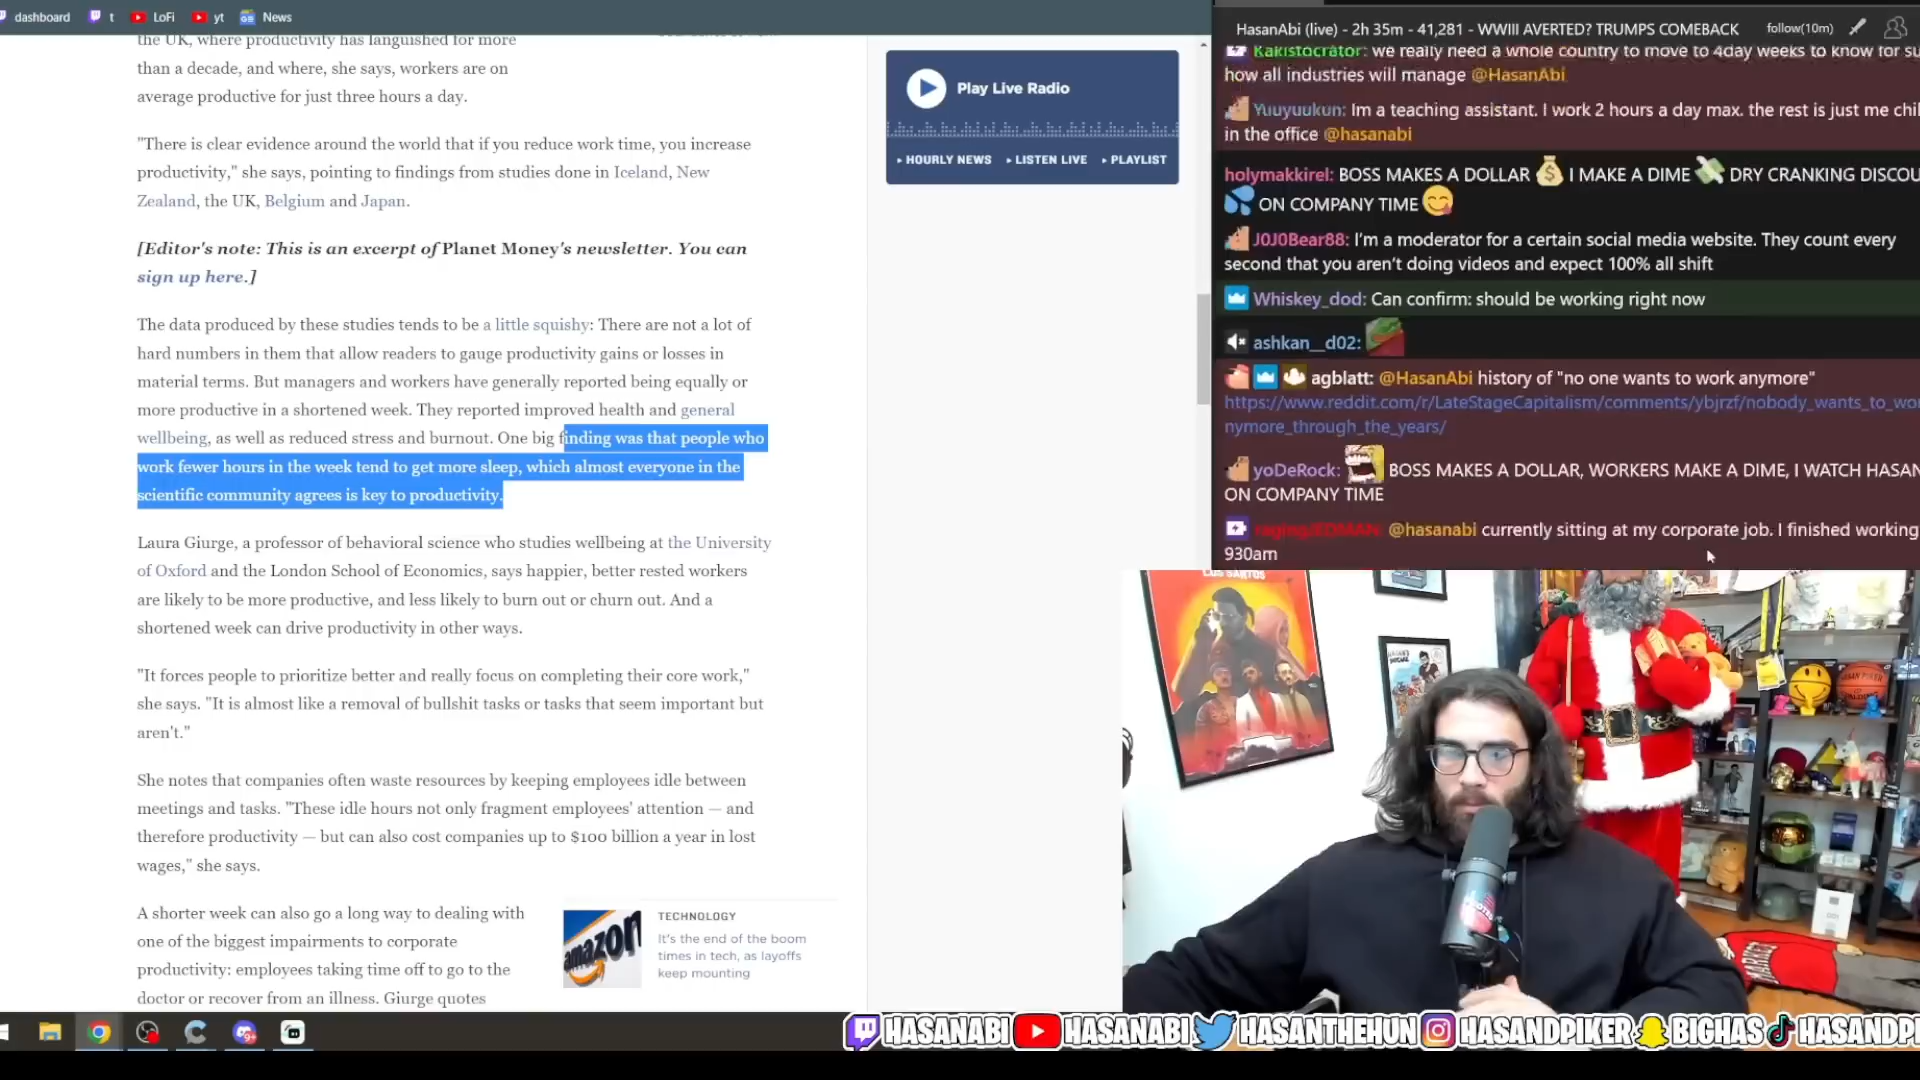 dashboard
t
LoFi
yt
News
the UK, where productivity has languished for more
than a decade, and where, she says, workers are on
average productive for just three hours a day.
"There is clear evidence around the world that if you reduce work time, you increase
productivity," she says, pointing to findings from studies done in Iceland, New
Zealand, the UK, Belgium and Japan.
[Editor's note: This is an excerpt of Planet Money's newsletter. You can
sign up here.]
The data produced by these studies tends to be a little squishy: There are not a lot of
hard numbers in them that allow readers to gauge productivity gains or losses in
material terms. But managers and workers have generally reported being equally or
more productive in a shortened week. They reported improved health and general
wellbeing, as well as reduced stress and burnout. One big finding was that people who
work fewer hours in the week tend to get more sleep, which almost everyone in the
scientific community agrees is key to productivity.
Laura Giurge, a professor of behavioral science who studies wellbeing at the University
of Oxford and the London School of Economics, says happier, better rested workers
are likely to be more productive, and less likely to burn out or churn out. And a
shortened week can drive productivity in other ways.
"It forces people to prioritize better and really focus on completing their core work,"
she says. "It is almost like a removal of bullshit tasks or tasks that seem important but
aren't."
She notes that companies often waste resources by keeping employees idle between
meetings and tasks. "These idle hours not only fragment employees' attention — and
therefore productivity — but can also cost companies up to $100 billion a year in lost
wages," she says.
A shorter week can also go a long way to dealing with
one of the biggest impairments to corporate
productivity: employees taking time off to go to the
doctor or recover from an illness. Giurge quotes
TECHNOLOGY
It's the end of the boom
times in tech, as layoffs
keep mounting
amazon
Play Live Radio
HOURLY NEWS
LISTEN LIVE
PLAYLIST
HasanAbi (live) - 2h 35m - 41,281 - WWIII AVERTED? TRUMPS COMEBACK
follow(10m)
Kakistocrator: we really need a whole country to move to 4day weeks to know for su
how all industries will manage @HasanAbi
Yuuyuukun: Im a teaching assistant. I work 2 hours a day max. the rest is just me chil
in the office @hasanabi
holymakkirel: BOSS MAKES A DOLLAR 💰 I MAKE A DIME 💸 DRY CRANKING DISCOU
💦 ON COMPANY TIME 😋
J0J0Bear88: I'm a moderator for a certain social media website. They count every
second that you aren't doing videos and expect 100% all shift
Whiskey_dod: Can confirm: should be working right now
ashkan__d02:
agblatt: @HasanAbi history of "no one wants to work anymore"
https://www.reddit.com/r/LateStageCapitalism/comments/ybjrzf/nobody_wants_to_wo
nymore_through_the_years/
yoDeRock: BOSS MAKES A DOLLAR, WORKERS MAKE A DIME, I WATCH HASAN
ON COMPANY TIME
@hasanabi currently sitting at my corporate job. I finished working
930am
LOS SANTOS
HASANABI
HASANABI
HASANTHEHUN
HASANDPIKER
BIGHAS
HASANDPI